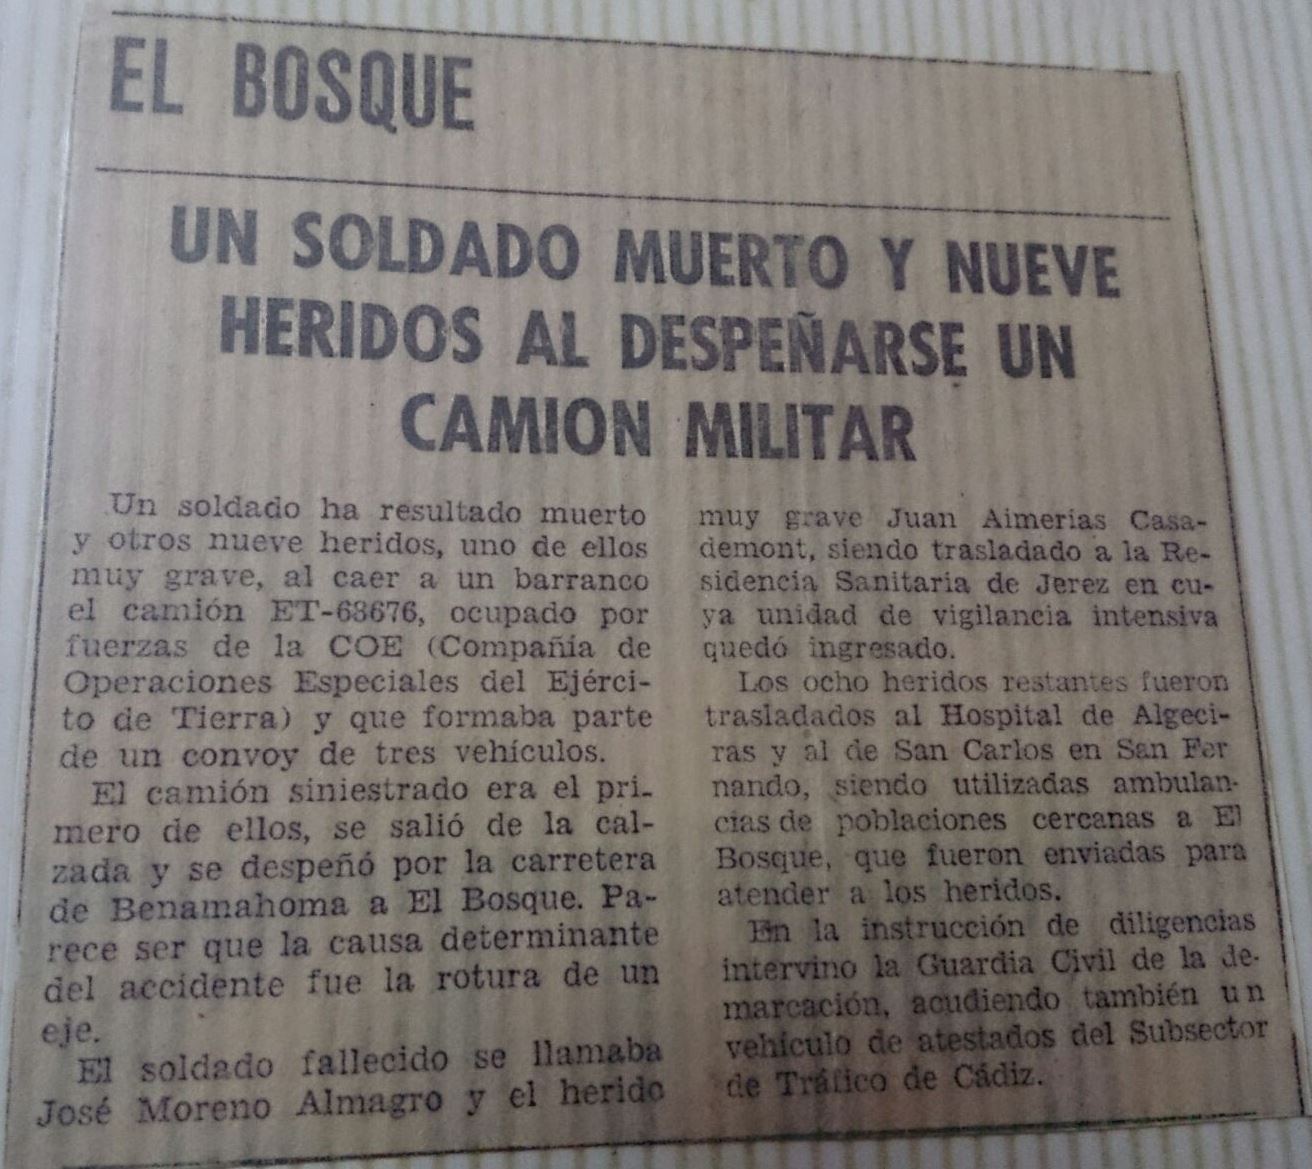 EL BOSQUE
UN SOLDADO MUERTO Y NUEVE
HERIDOS AL DESPEÑARSE UN
CAMION MILITAR
Un soldado ha resultado muerto
y otros nueve heridos, uno de ellos
muy grave, al caer a un barranco
el camión ET-63676, ocupado por
fuerzas de la COE (Compañía de
Operaciones Especiales del Ejérci-
to de Tierra) y que formaba parte
de un convoy de tres vehículos.
El camión siniestrado era el pri-
mero de ellos, se salió de la cal-
zada y se despeñó por la carretera
de Benamahoma a El Bosque. Pa-
rece ser que la causa determinante
del accidente fue la rotura de un
eje.
El soldado fallecido se llamaba
José Moreno Almagro y el herido
muy grave Juan Aimerias Casa-
demont, siendo trasladado a la Re-
sidencia Sanitaria de Jerez en cu-
ya unidad de vigilancia intensiva
quedó ingresado.
Los ocho heridos restantes fueron
trasladados al Hospital de Algeci-
ras y al de San Carlos en San Fer
nando, siendo utilizadas ambulan-
cias de poblaciones cercanas a El
Bosque, que fueron enviadas para
atender a los heridos.
En la instrucción de diligencias
intervino la Guardia Civil de la de-
marcación, acudiendo también un
vehículo de atestados del Subsector
de Tráfico de Cádiz.